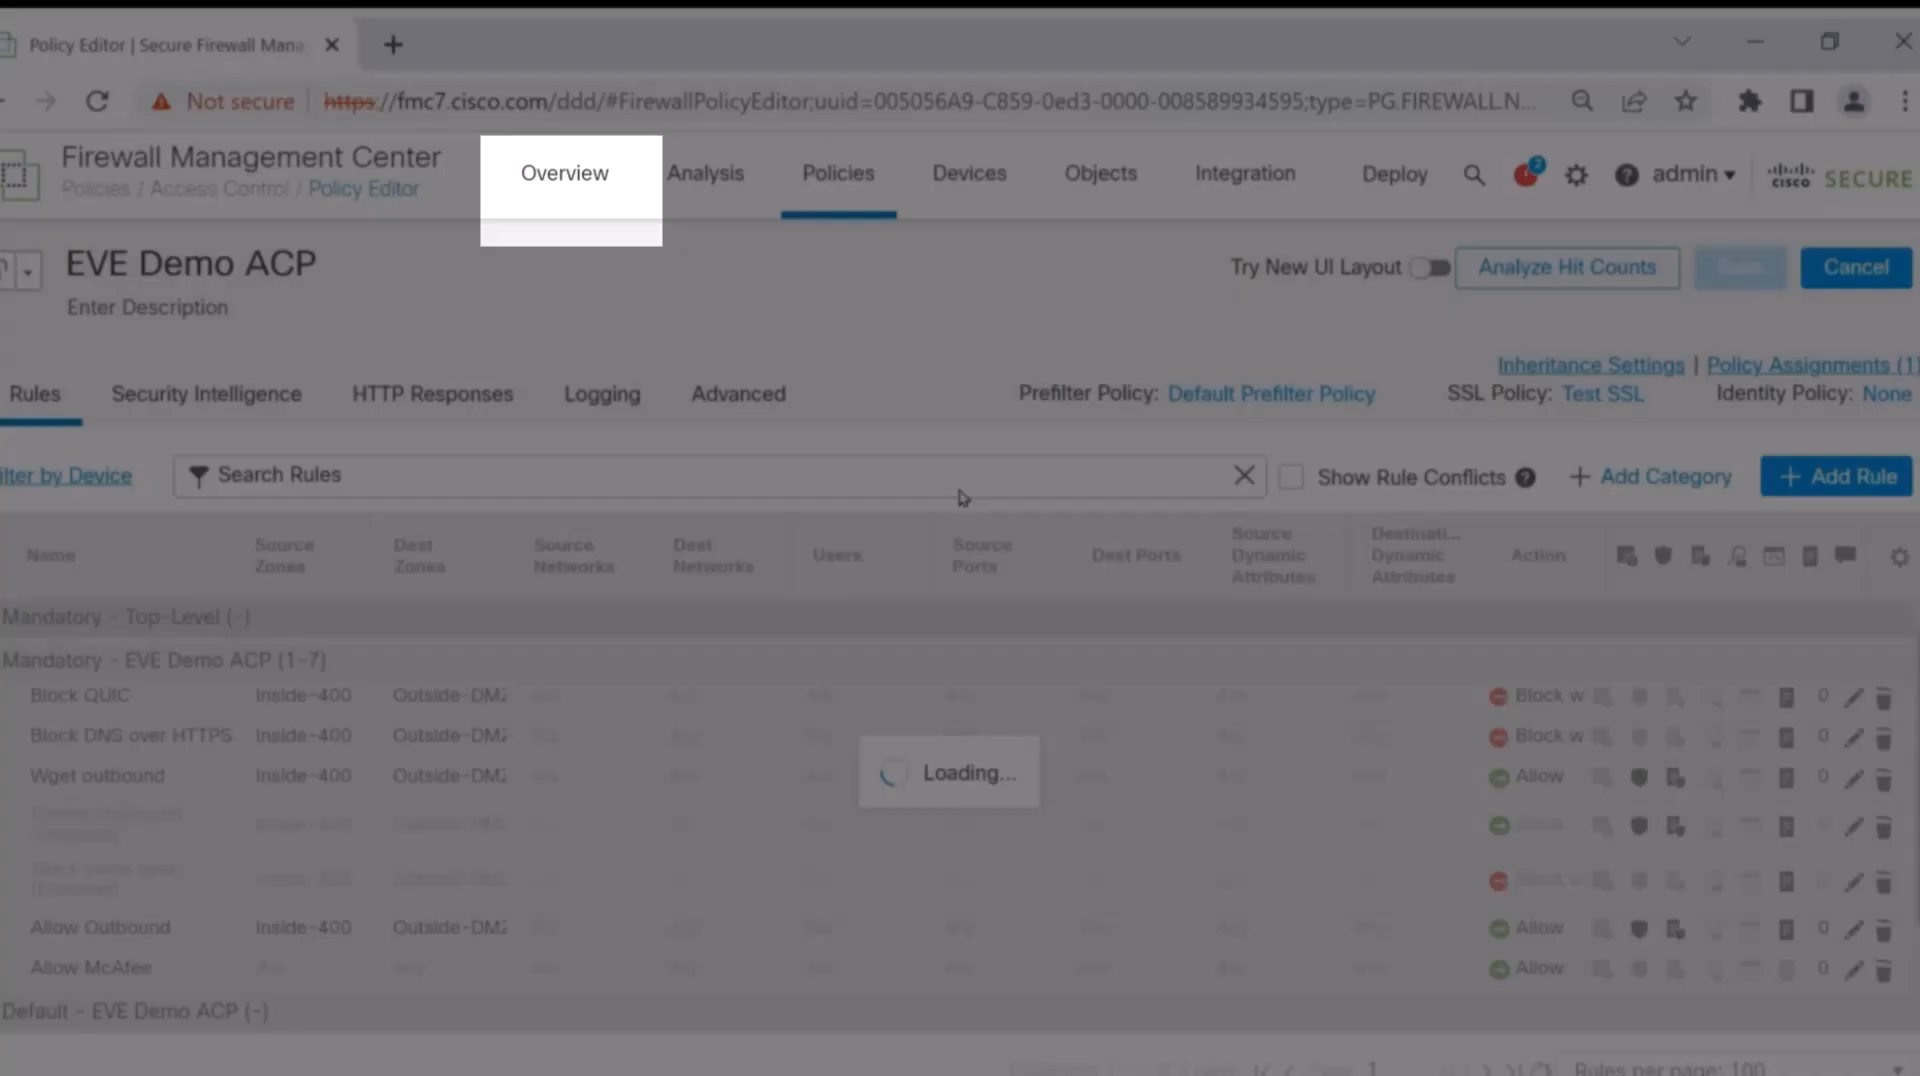 Policy Editor | Secure Firewall Mana
Not secure | https://fmc7.cisco.com/ddd/#FirewallPolicyEditor;uuid=005056A9-C859-0ed3-0000-008589934595;type=PG.FIREWALL.N...
Firewall Management Center
Policies / Access Control / Policy Editor
Overview Analysis Policies Devices Objects Integration Deploy 2 admin cisco SECURE
EVE Demo ACP
Enter Description
Try New UI Layout Analyze Hit Counts Cancel
Inheritance Settings | Policy Assignments (1)
Rules Security Intelligence HTTP Responses Logging Advanced Prefilter Policy: Default Prefilter Policy SSL Policy: Test SSL Identity Policy: None
ilter by Device Search Rules Show Rule Conflicts + Add Category + Add Rule
Name Source Zones Dest Zones Source Networks Dest Networks Users Source Ports Dest Ports Source Dynamic Attributes Destinati... Dynamic Attributes Action
Mandatory - Top-Level (-)
Mandatory - EVE Demo ACP (1-7)
Block QUIC Inside-400 Outside-DMZ Block w 0
Block DNS over HTTPS Inside-400 Outside-DMZ Block w 0
Wget outbound Inside-400 Outside-DMZ Allow 0
Loading...
Allow Outbound Inside-400 Outside-DMZ Allow 0
Allow McAfee Allow 0
Default - EVE Demo ACP (-)
1 Rules per page: 100